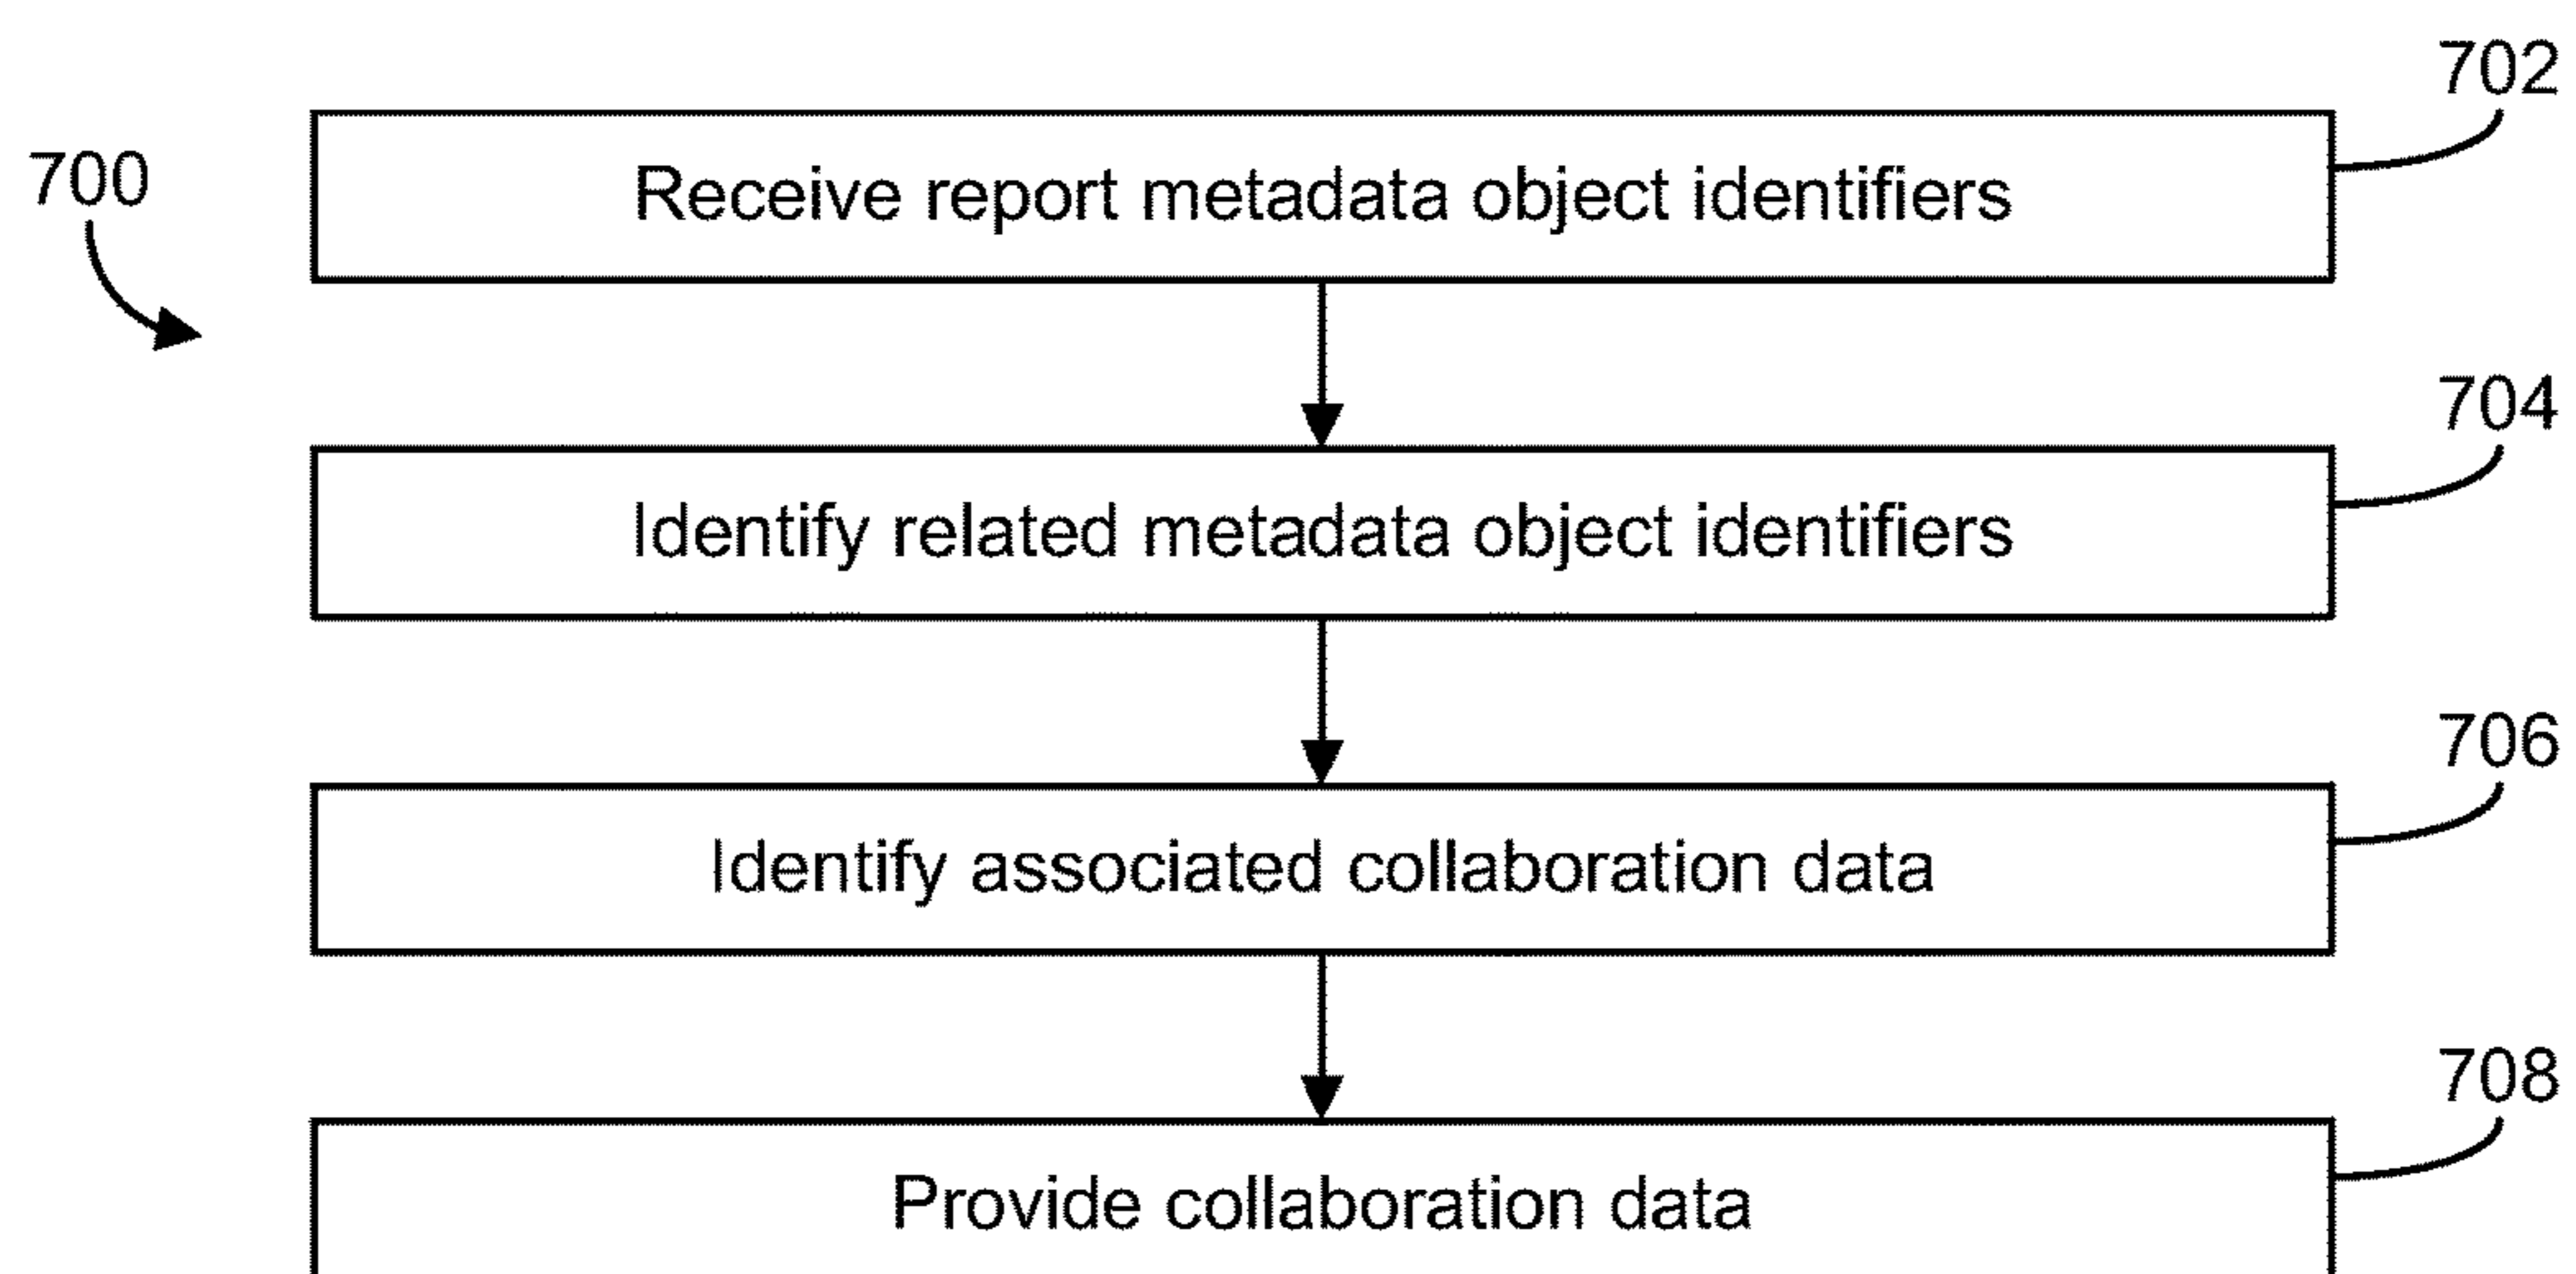 702
700
Receive report metadata object identifiers
704
Identify related metadata object identifiers
706
Identify associated collaboration data
708
Provide collaboration data